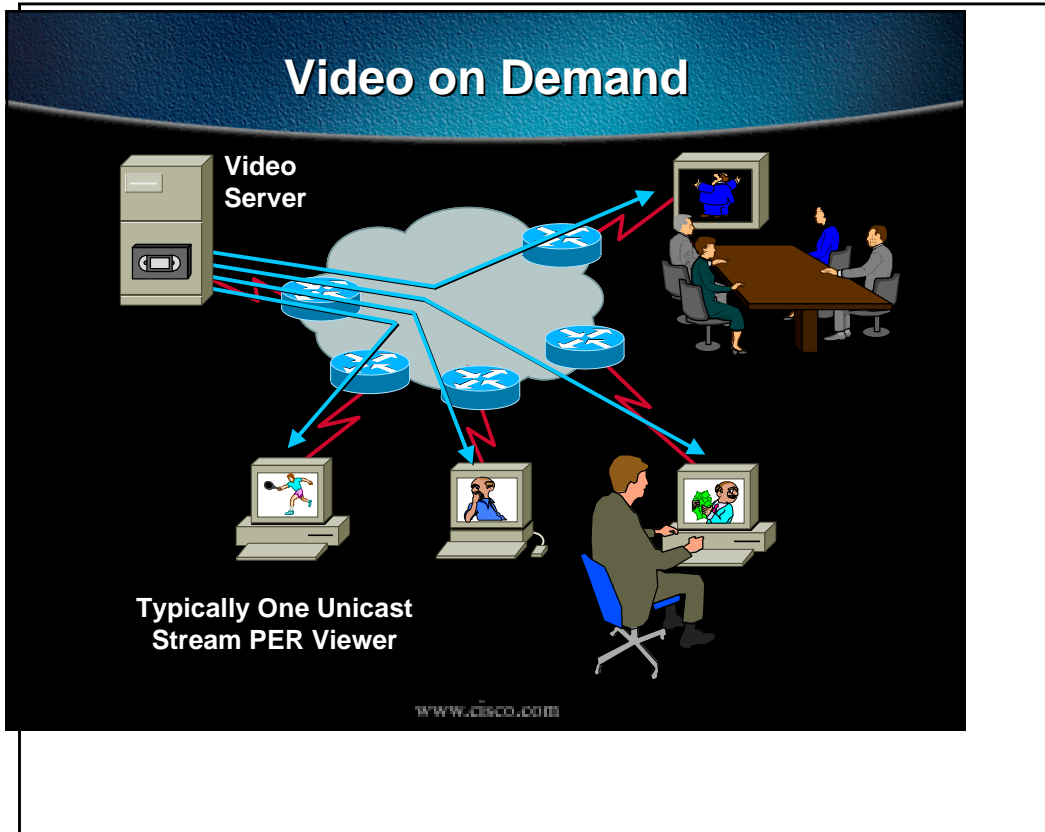 Video on Demand
Video
Server
Typically One Unicast
Stream PER Viewer
www.cisco.com